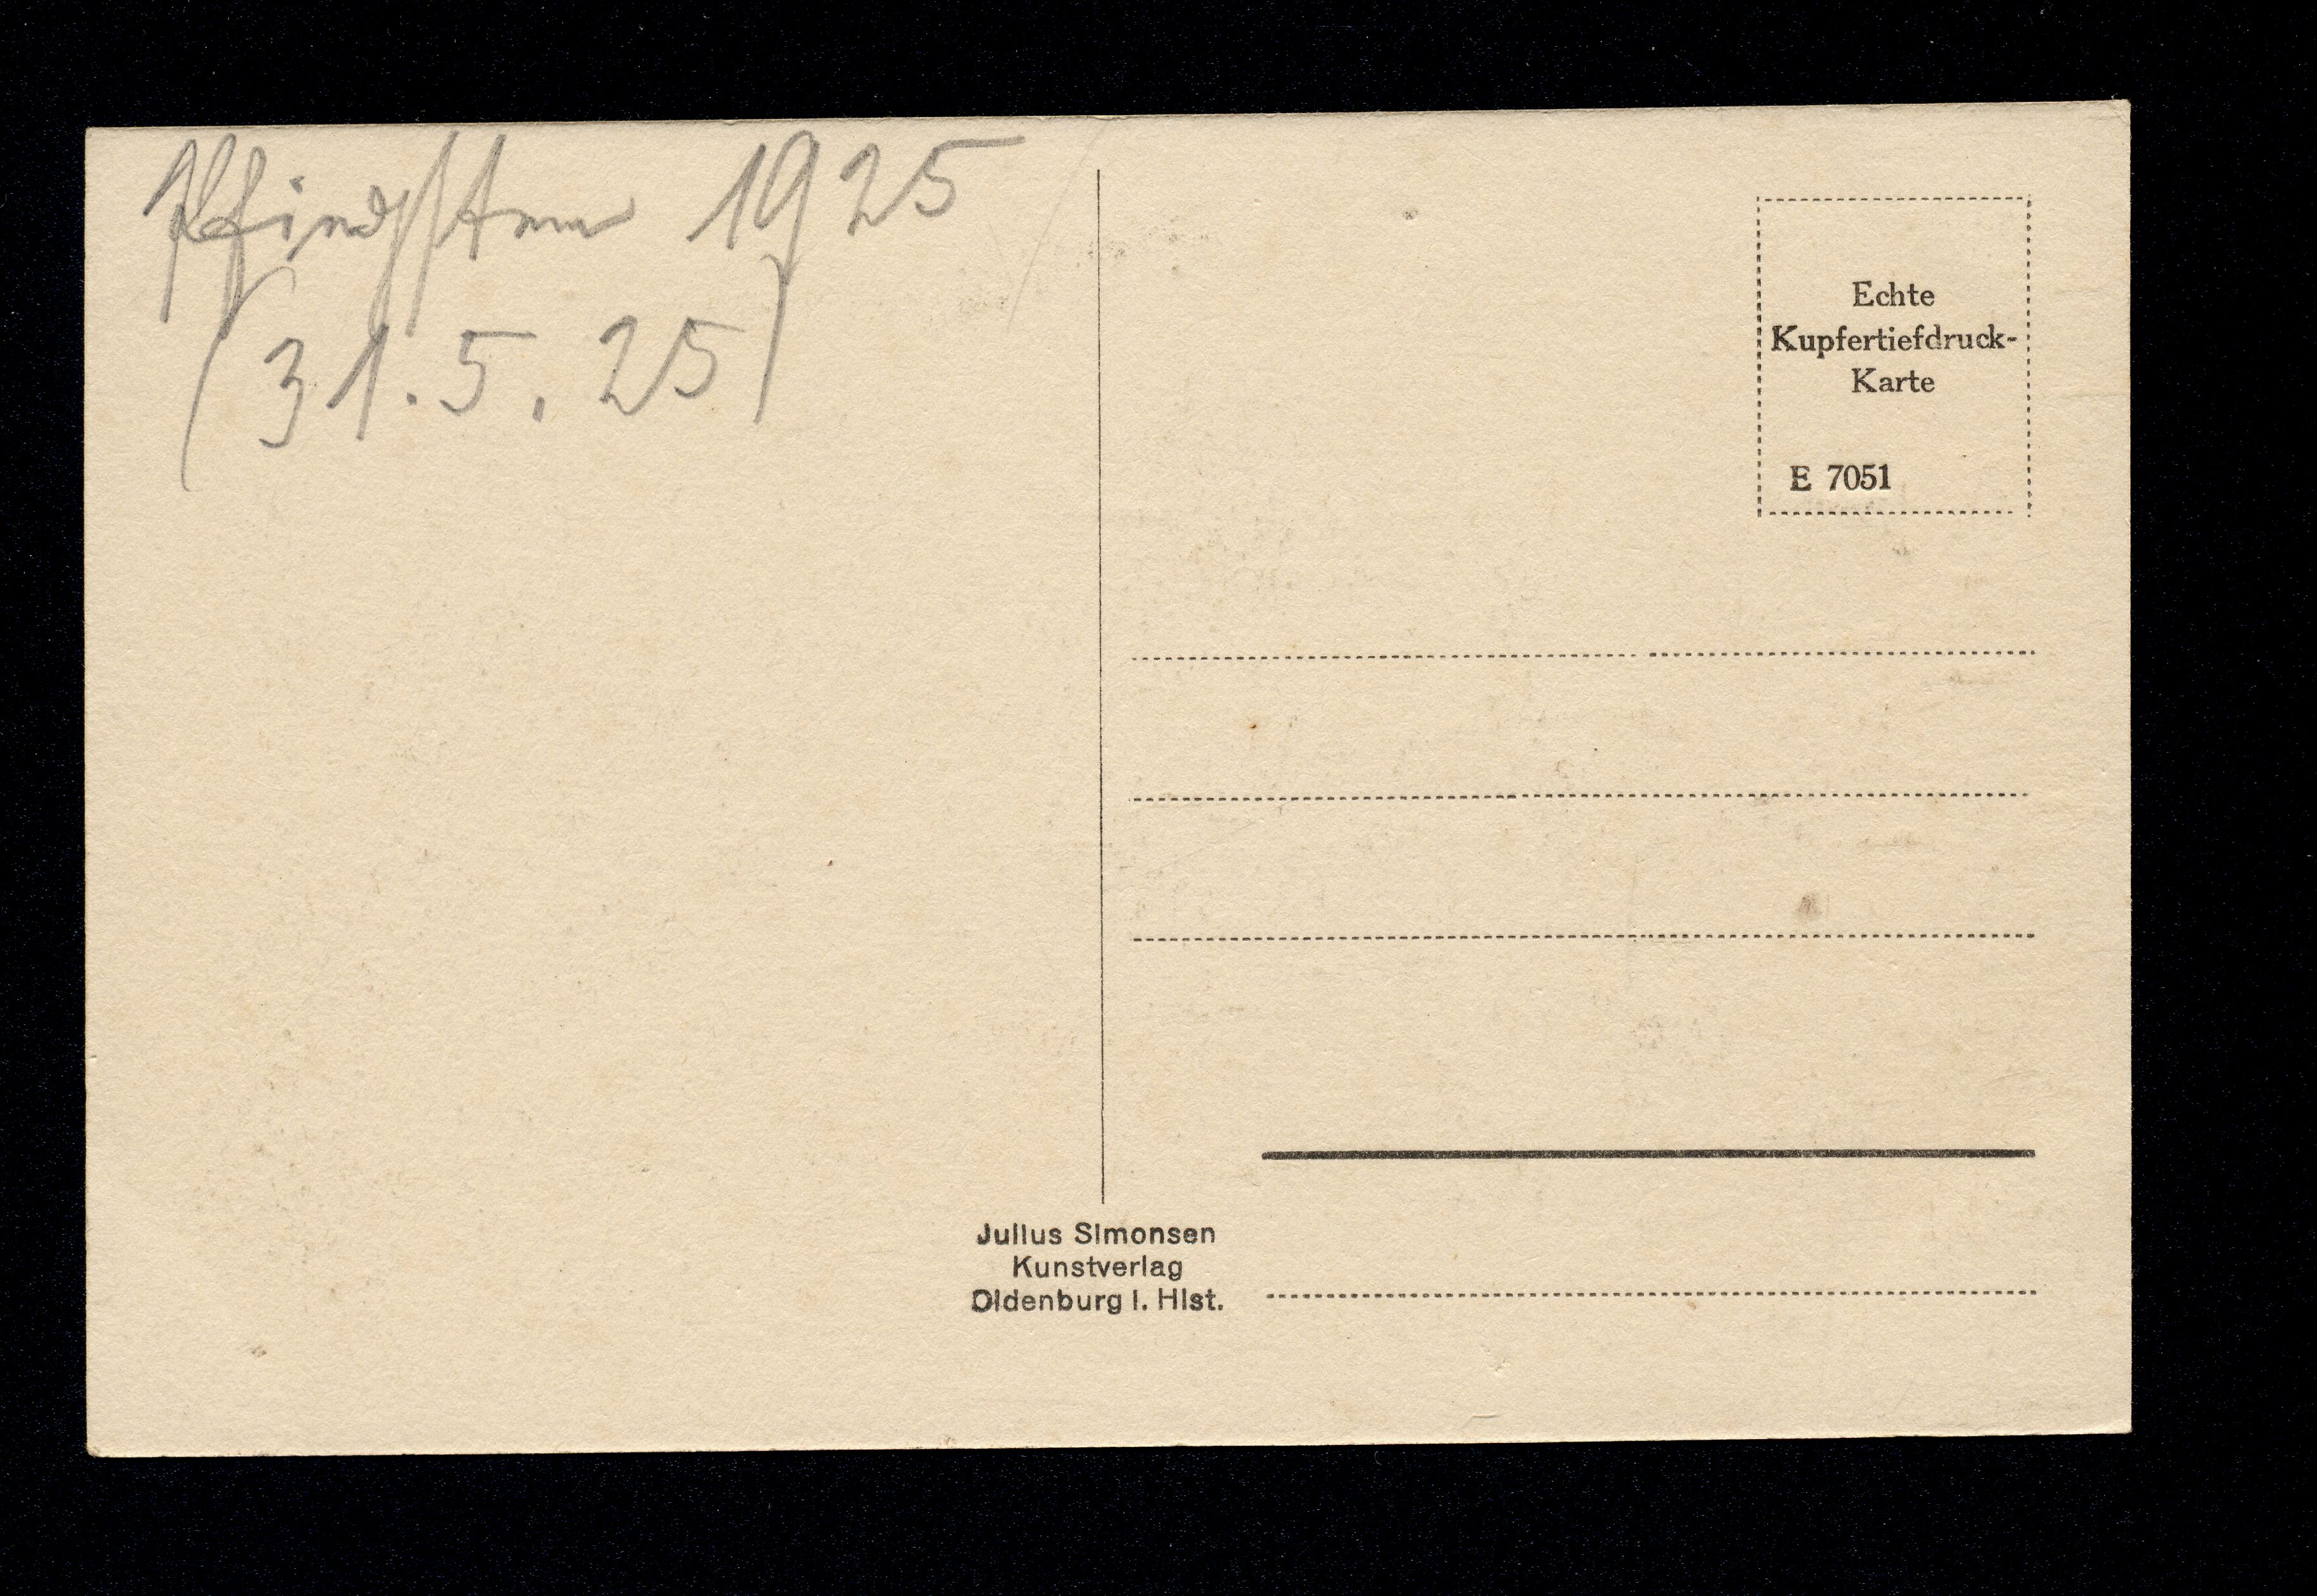 Pfingsten 1925
(31.5.25)
Echte
Kupfertiefdruck-
Karte
E 7051
Julius Simonsen
Kunstverlag
Oldenburg i. Hlst.